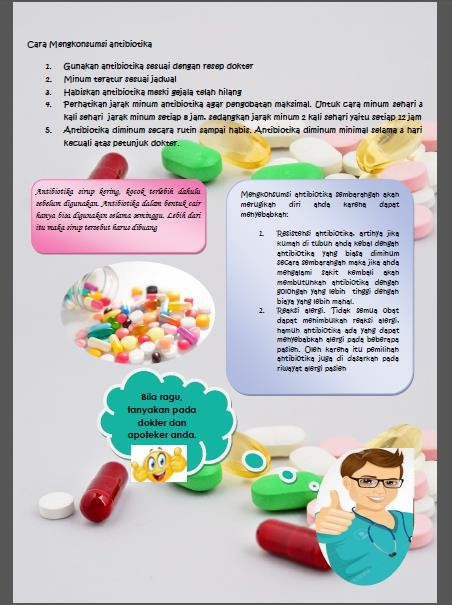 Cara Mengkonsumsi antibiotika
1. Gunakan antibiotika sesuai dengan resep dokter
2. Minum teratur sesuai jadwal
3. Habiskan antibiotika meski gejala telah hilang
4. Perhatikan jarak minum antibiotika agar pengobatan maksimal. Untuk cara minum sehari 3
kali sehari jarak minum setiap 8 jam. sedangkan jarak minum 2 kali sehari yaitu setiap 12 jam
5. Antibiotika diminum secara rutin sampai habis. Antibiotika diminum minimal selama 3 hari
kecuali atas petunjuk dokter.
Antibiotika sirup kering, kocok terlebih dahulu
sebelum digunakan. Antibiotika dalam bentuk cair
hanya bisa digunakan selama seminggu. Lebih dari
itu maka sirup tersebut harus dibuang
Mengkonsumsi antibiotika sembarangan akan
merugikan diri anda karena dapat
menyebabkan:
1. Resistensi antibiotika, artinya jika
kuman di tubuh anda kebal dengan
antibiotika yang biasa diminum
secara sembarangan maka jika anda
mengalami sakit kembali akan
membutuhkan antibiotika dengan
golongan yang lebih tinggi dengan
biaya yang lebih mahal.
2. Reaksi alergi. Tidak semua obat
dapat menimbulkan reaksi alergi,
namun antibiotika ada yang dapat
menyebabkan alergi pada beberapa
pasien. Oleh karena itu pemilihan
antibiotika juga di dasarkan pada
riwayat alergi pasien
Bila ragu,
tanyakan pada
dokter dan
apoteker anda.